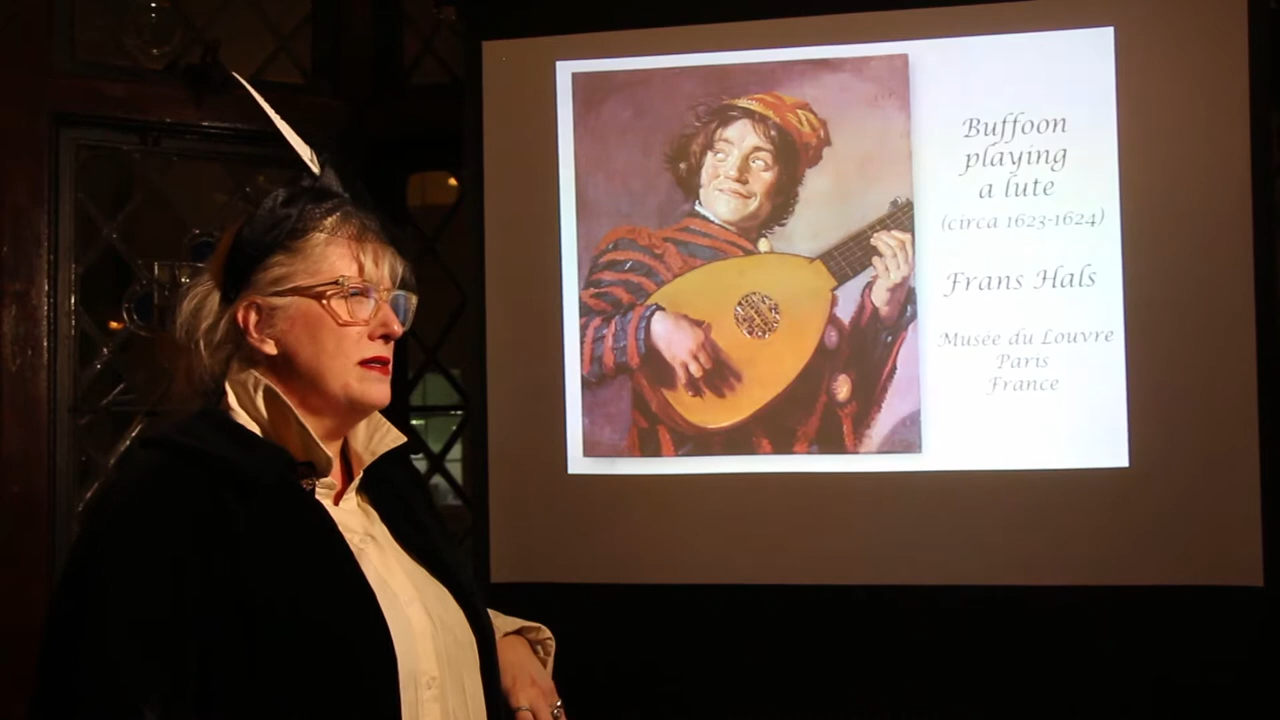 Buffoon
playing
a lute
(circa 1623-1624)
Frans Hals
Musée du Louvre
Paris
France